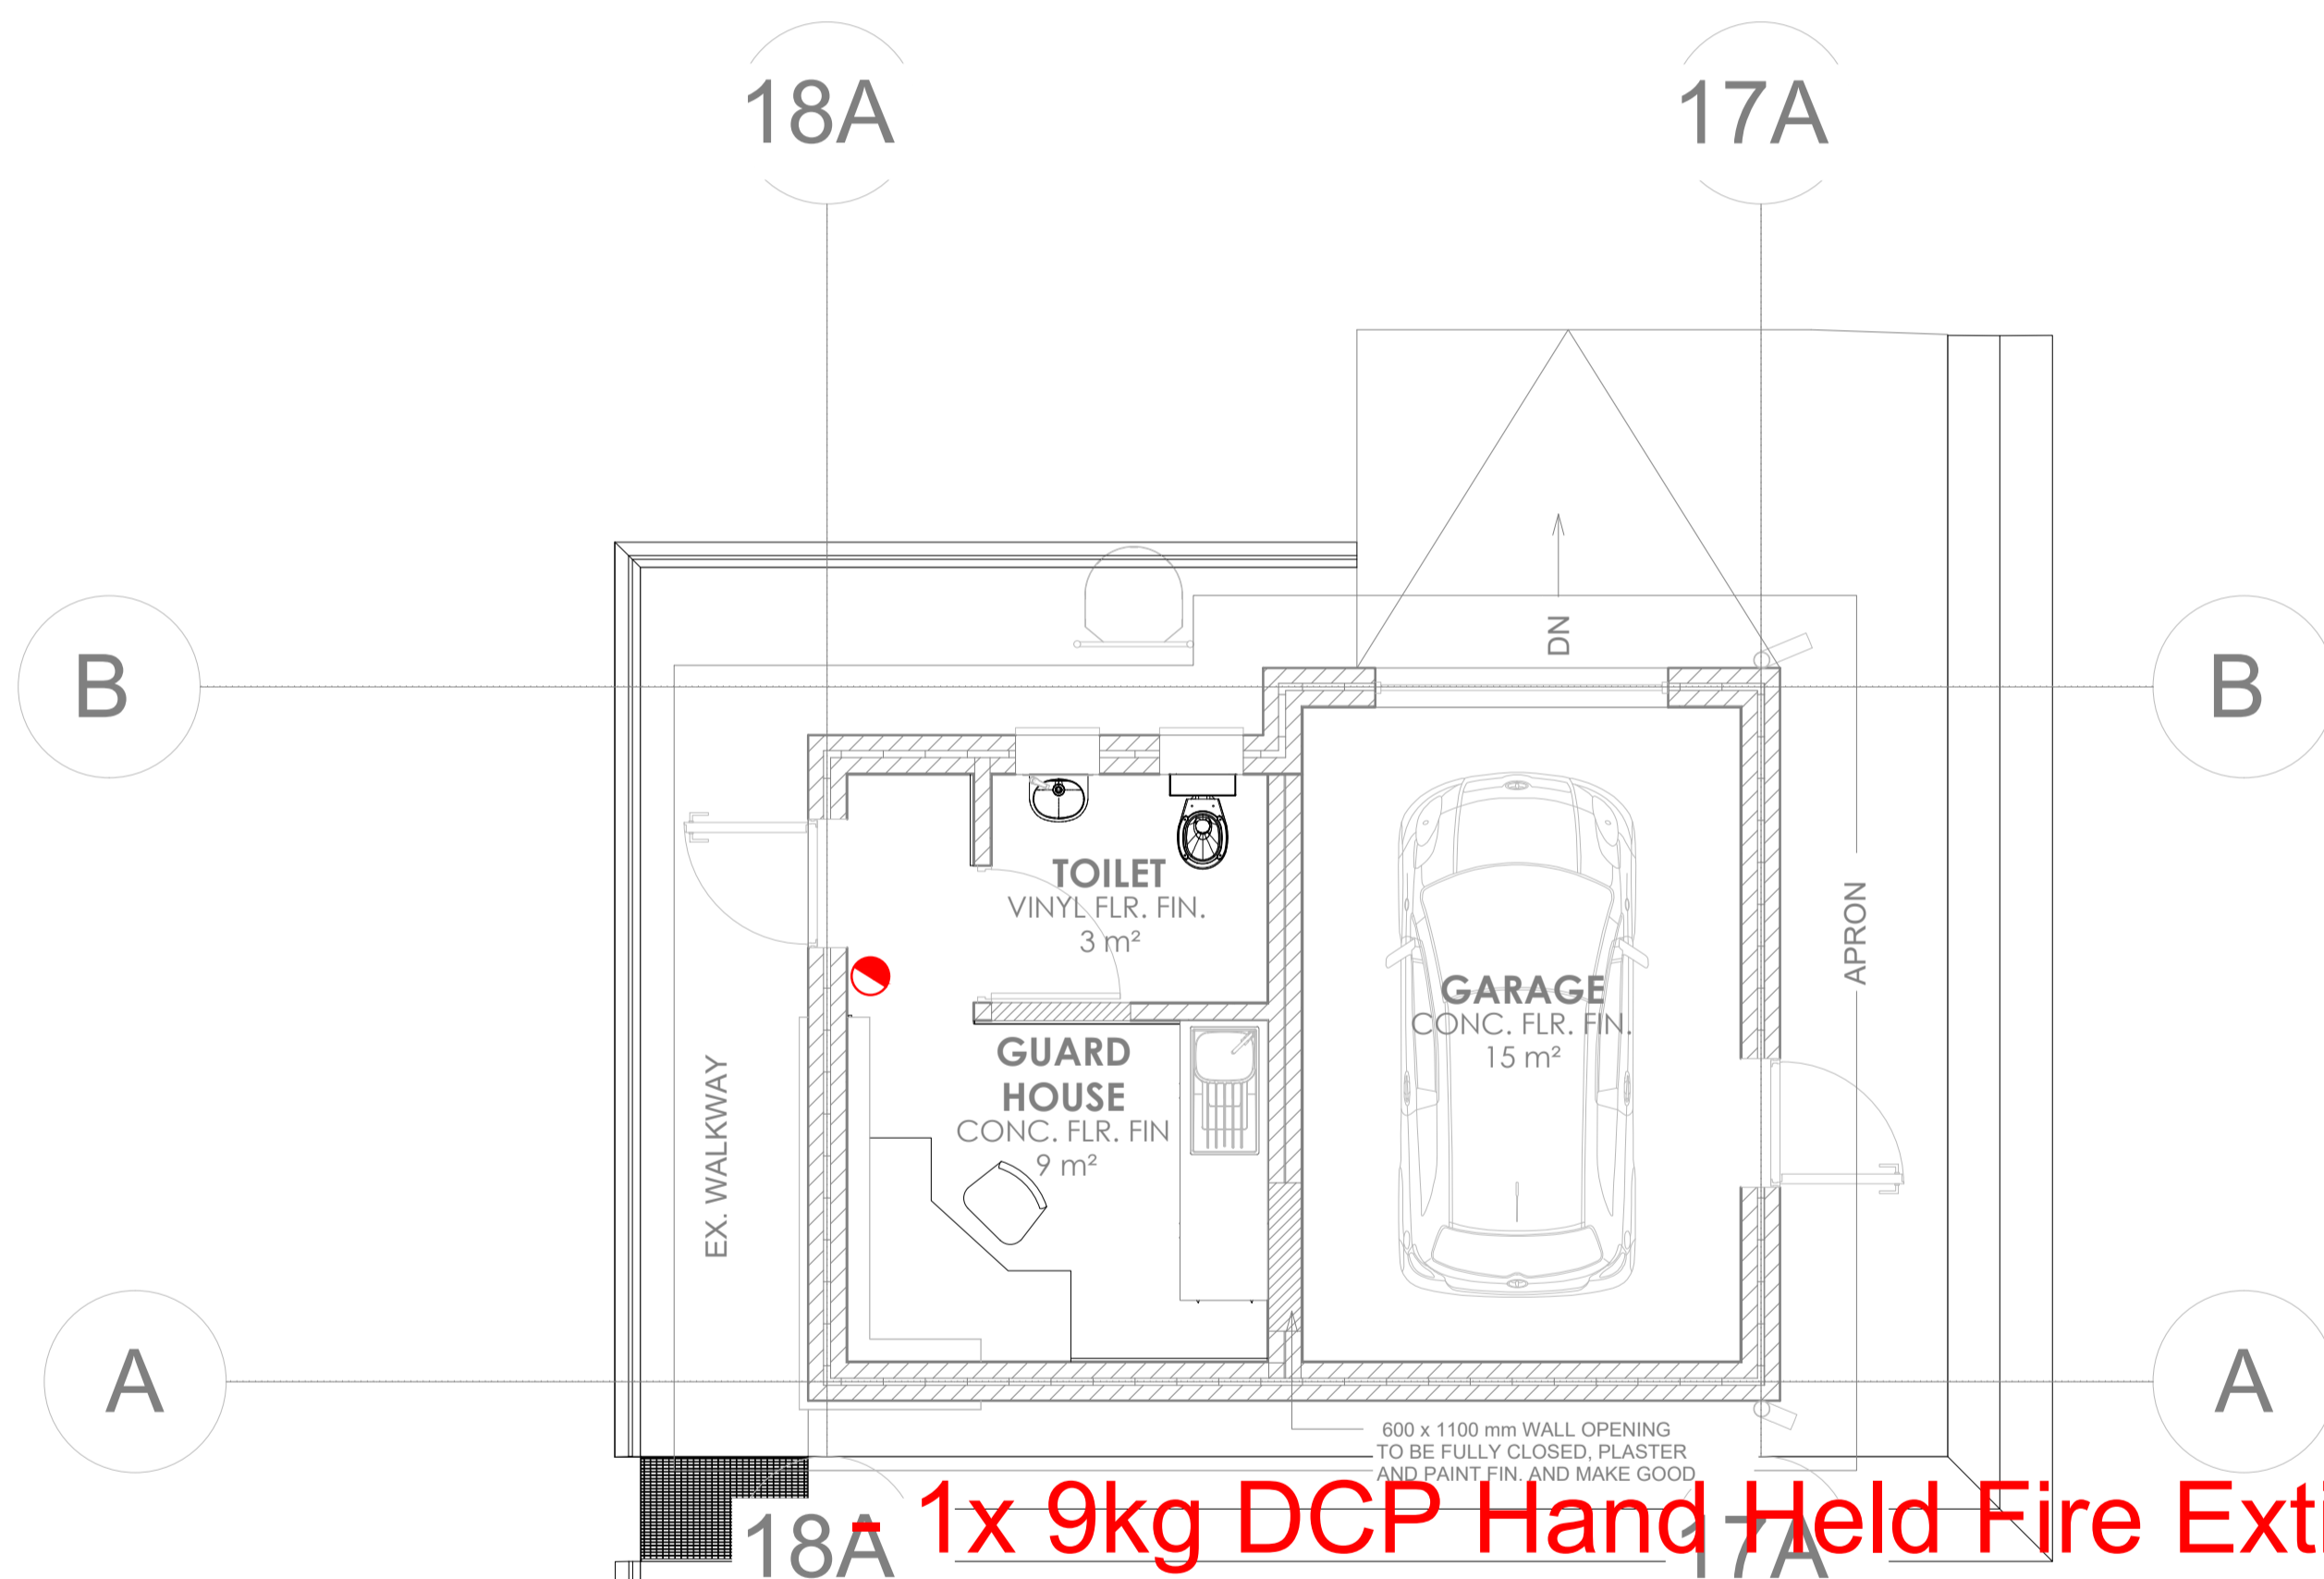 18A
17A
B
B
DN
TOILET
VINYL FLR. FIN.
3 m²
APRON
GARAGE
CONC. FLR. FIN.
15 m²
GUARD
HOUSE
CONC. FLR. FIN
9 m²
EX. WALKWAY
A
A
600 x 1100 mm WALL OPENING
TO BE FULLY CLOSED, PLASTER
AND PAINT FIN. AND MAKE GOOD
- 1x 9kg DCP Hand Held Fire Exti
18A
17A